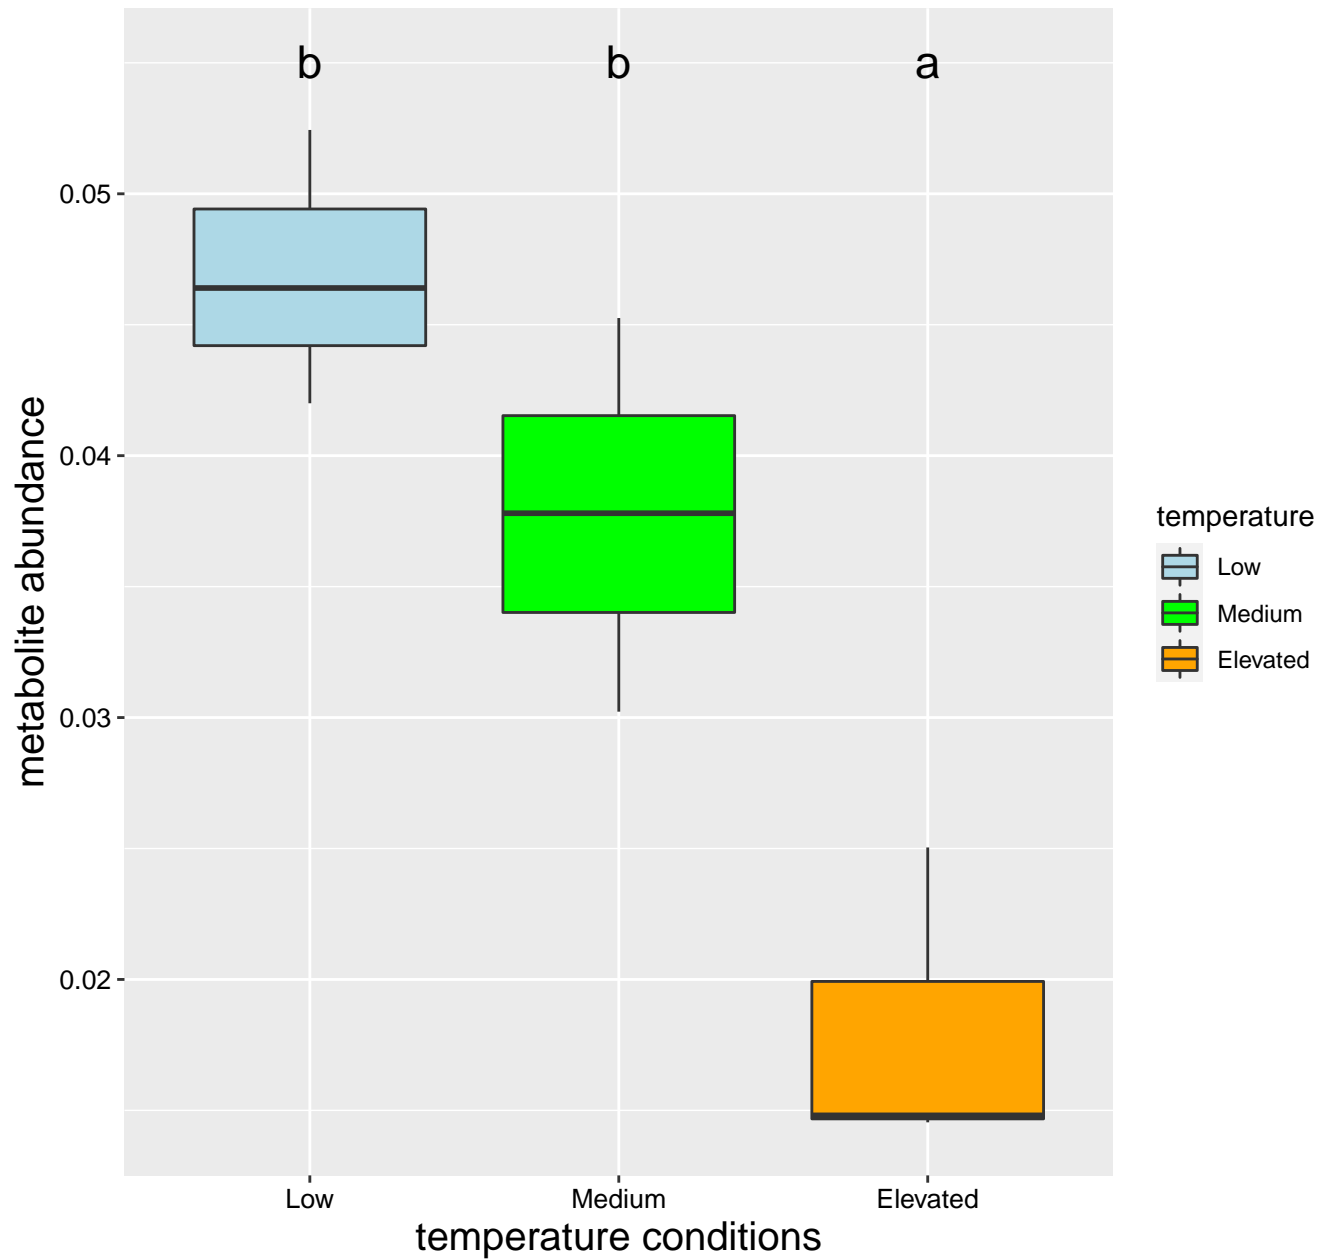 b b a
0.05
0.04
0.03
0.02
metabolite abundance
Low Medium Elevated
temperature conditions
temperature
Low
Medium
Elevated